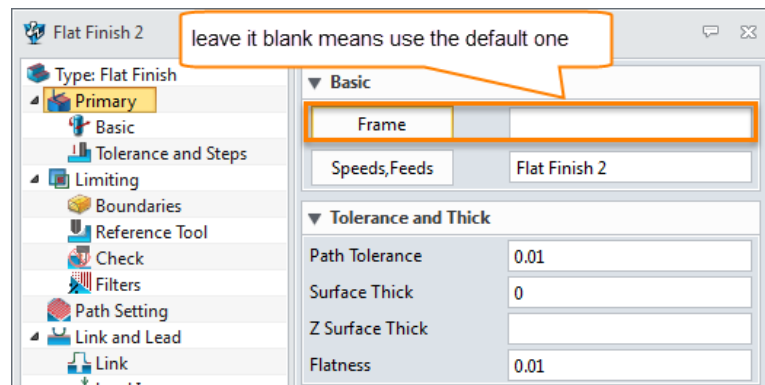 Flat Finish 2
leave it blank means use the default one
Type: Flat Finish
Primary
Basic
Tolerance and Steps
Limiting
Boundaries
Reference Tool
Check
Filters
Path Setting
Link and Lead
Link
Basic
Frame
Speeds,Feeds Flat Finish 2
Tolerance and Thick
Path Tolerance 0.01
Surface Thick 0
Z Surface Thick
Flatness 0.01